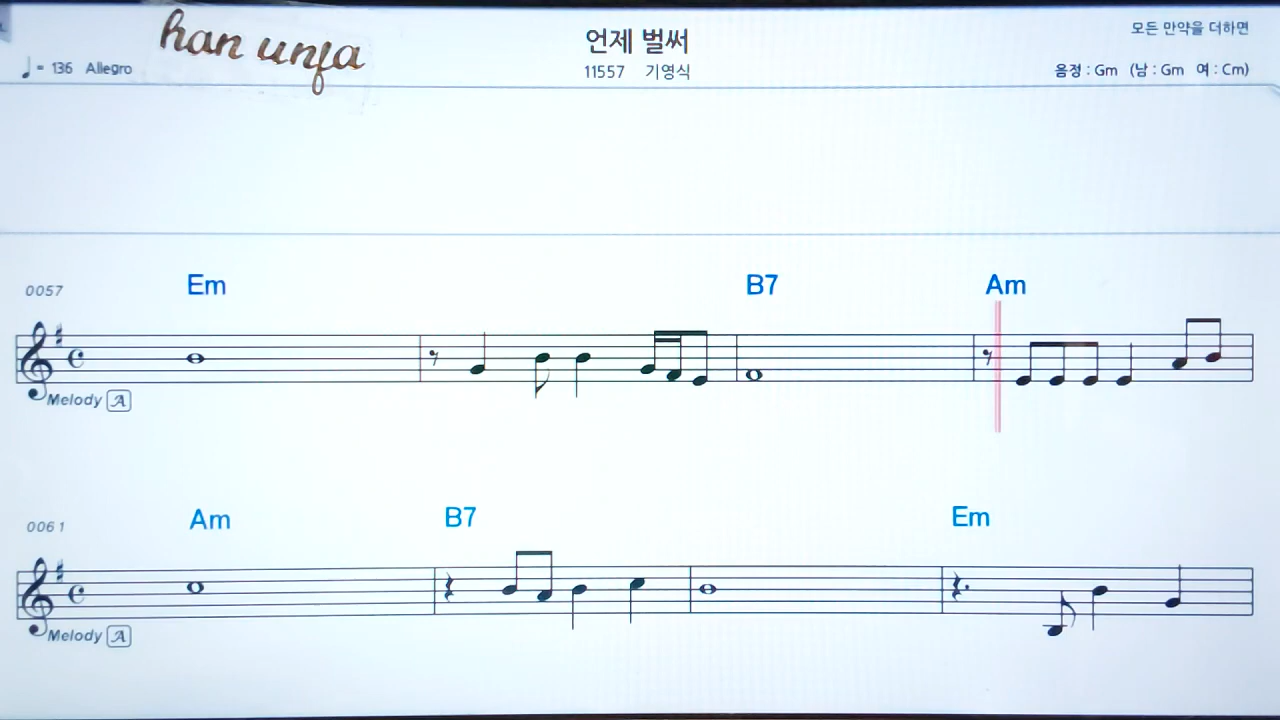 han unfa
언제 벌써
모든 만약을 더하면
♩= 136 Allegro
11557 기영식
음정 : Gm (남 : Gm 여 : Cm)
0057
Em B7 Am
Melody A
0061
Am B7 Em
Melody A